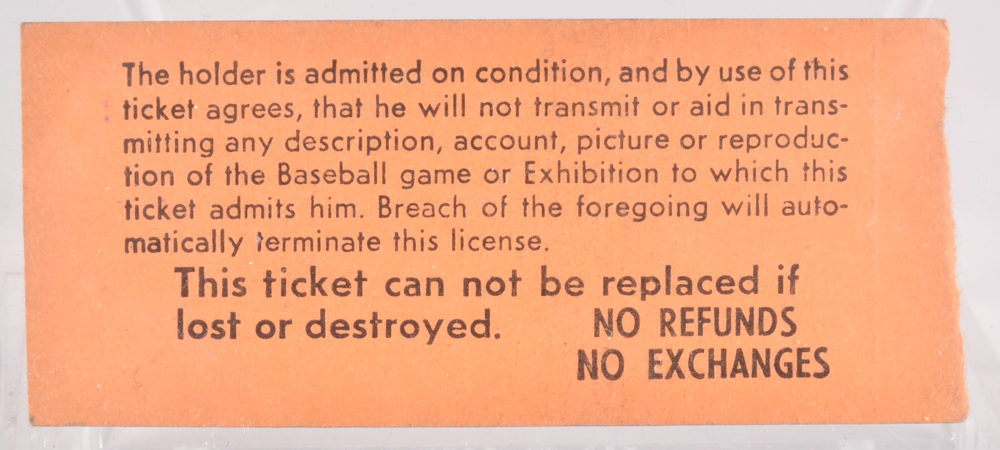 The holder is admitted on condition, and by use of this
ticket agrees, that he will not transmit or aid in trans-
mitting any description, account, picture or reproduc-
tion of the Baseball game or Exhibition to which this
ticket admits him. Breach of the foregoing will auto-
matically terminate this license.
This ticket can not be replaced if
lost or destroyed. NO REFUNDS
NO EXCHANGES